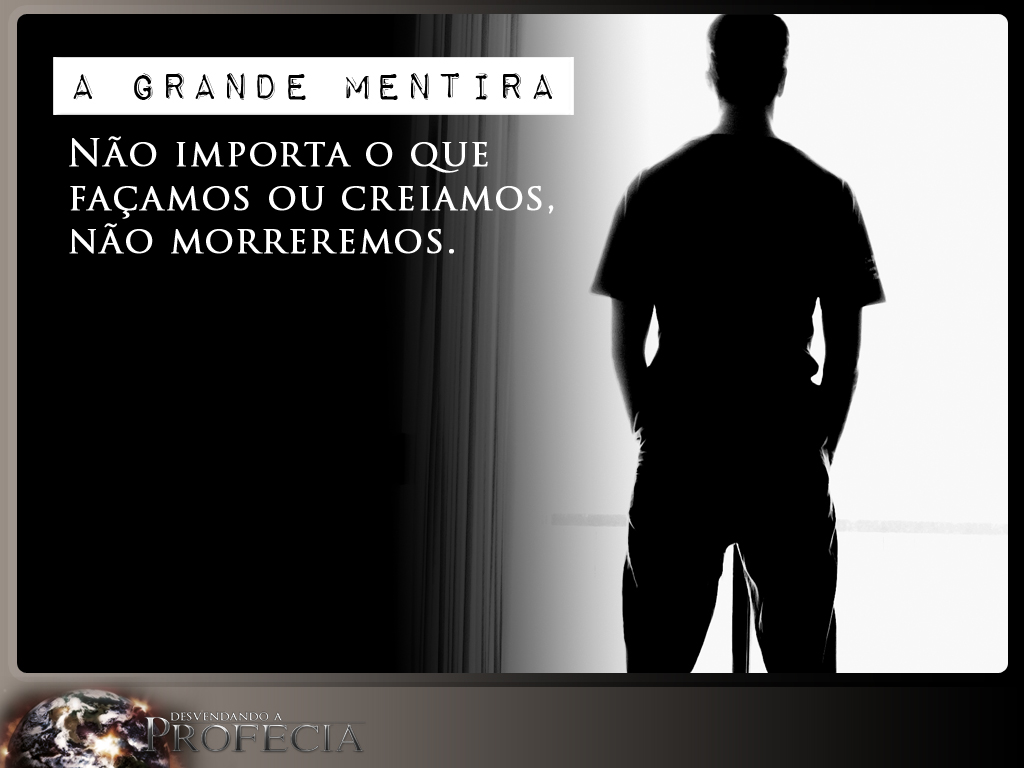 A GRANDE MENTIRA
Não importa o que
façamos ou creiamos,
não morreremos.
Desvendando a
Profecia